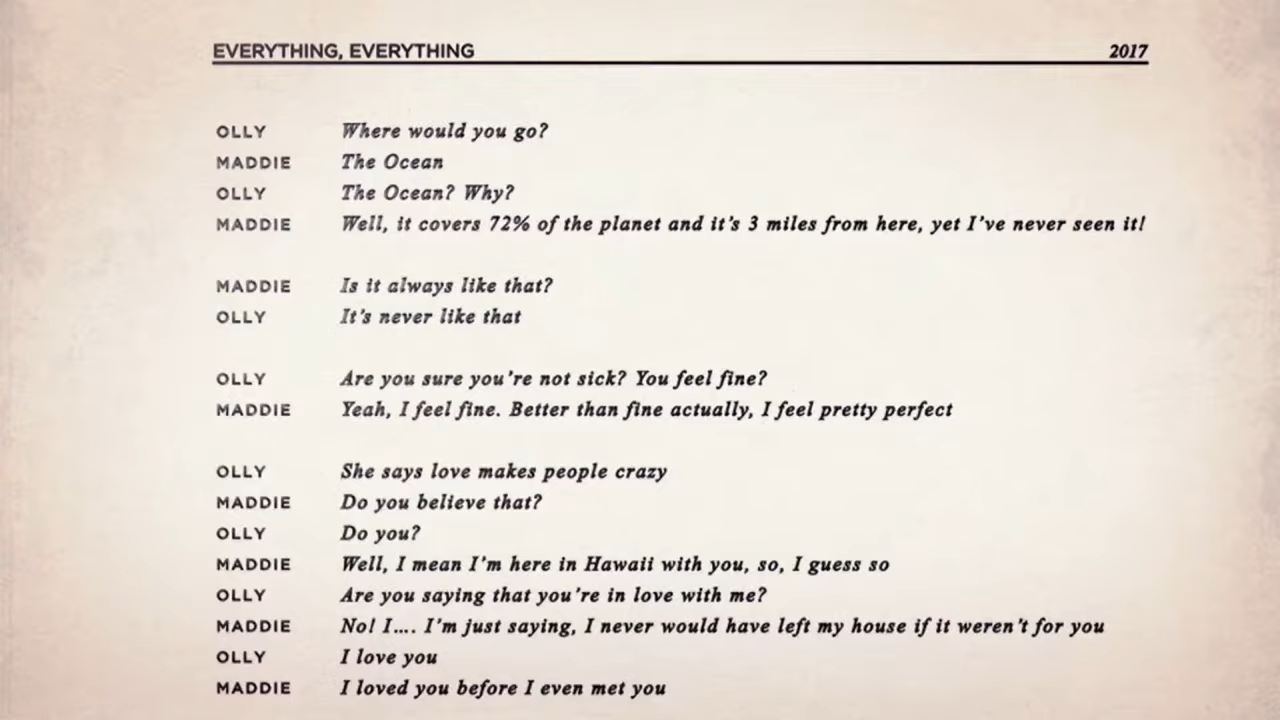 EVERYTHING, EVERYTHING 2017
OLLY Where would you go?
MADDIE The Ocean
OLLY The Ocean? Why?
MADDIE Well, it covers 72% of the planet and it's 3 miles from here, yet I've never seen it!
MADDIE Is it always like that?
OLLY It's never like that
OLLY Are you sure you're not sick? You feel fine?
MADDIE Yeah, I feel fine. Better than fine actually, I feel pretty perfect
OLLY She says love makes people crazy
MADDIE Do you believe that?
OLLY Do you?
MADDIE Well, I mean I'm here in Hawaii with you, so, I guess so
OLLY Are you saying that you're in love with me?
MADDIE No! I.... I'm just saying, I never would have left my house if it weren't for you
OLLY I love you
MADDIE I loved you before I even met you